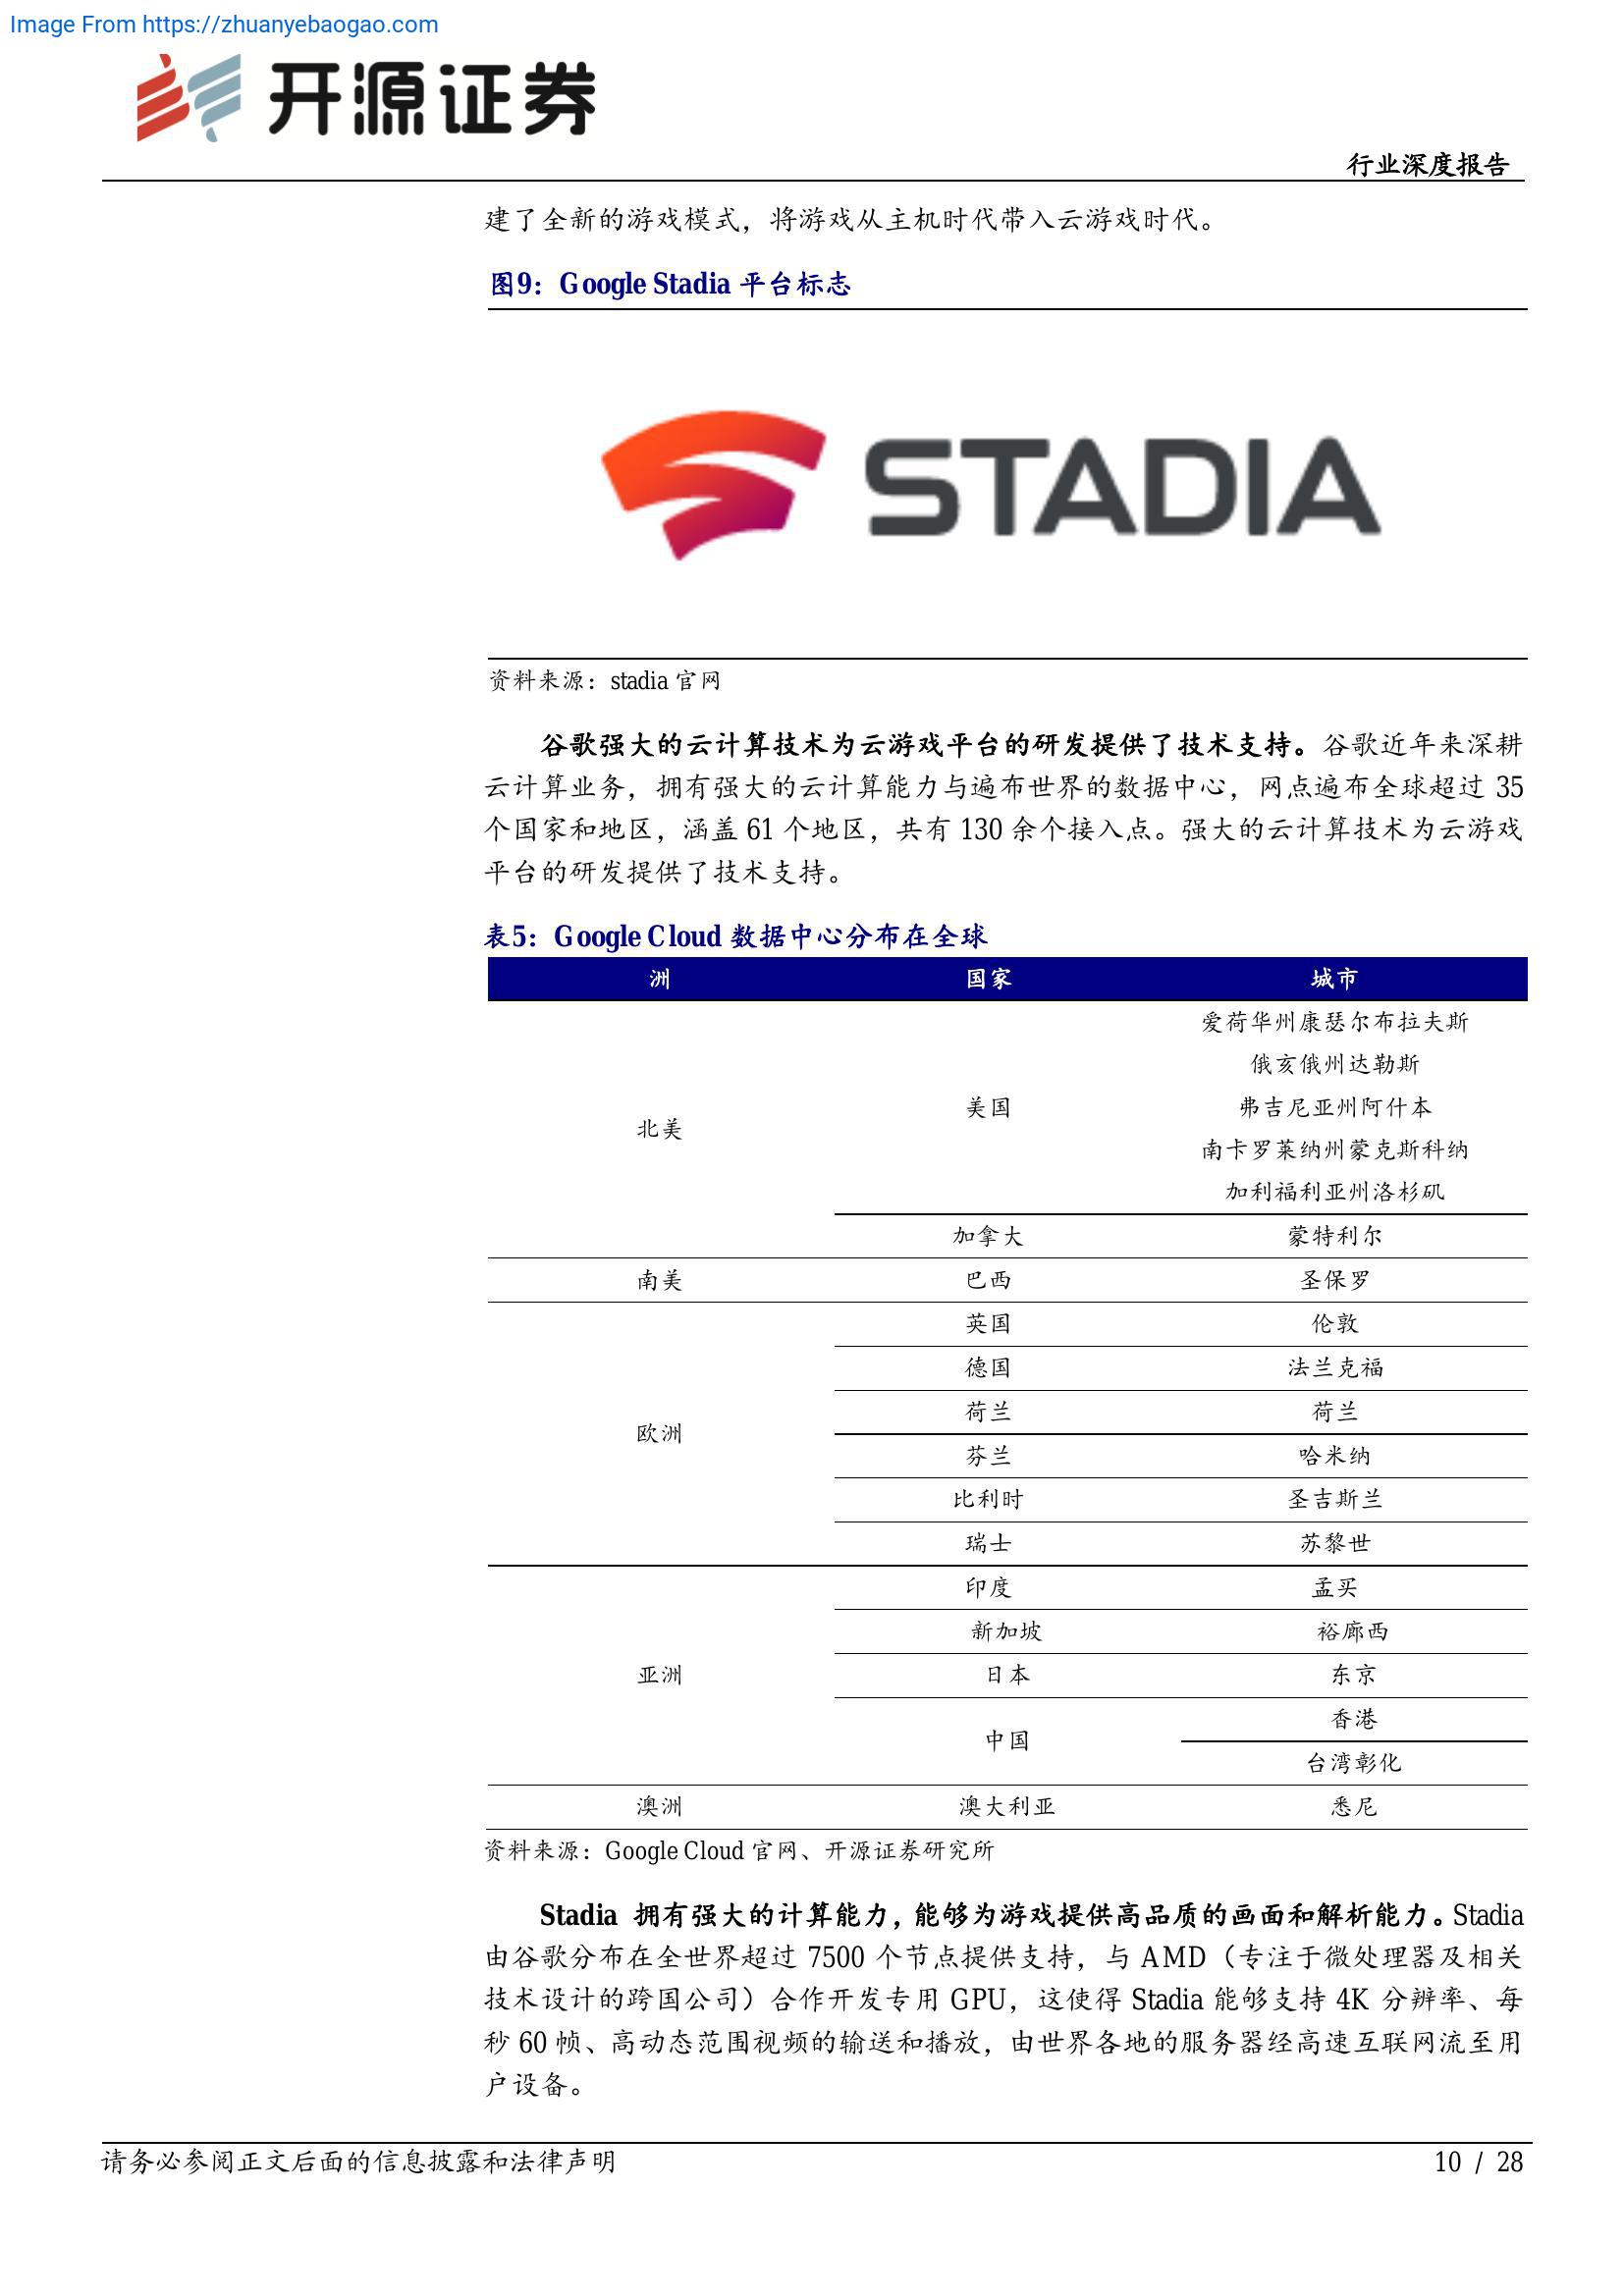 Image From https://zhuanyebaogao.com
开源证券
行业深度报告
建了全新的游戏模式，将游戏从主机时代带入云游戏时代。
图9：Google Stadia 平台标志
STADIA
资料来源：stadia 官网
谷歌强大的云计算技术为云游戏平台的研发提供了技术支持。谷歌近年来深耕
云计算业务，拥有强大的云计算能力与遍布世界的数据中心，网点遍布全球超过 35
个国家和地区，涵盖 61 个地区，共有 130 余个接入点。强大的云计算技术为云游戏
平台的研发提供了技术支持。
表5：Google Cloud 数据中心分布在全球
洲 国家 城市
爱荷华州康瑟尔布拉夫斯
俄亥俄州达勒斯
北美 美国 弗吉尼亚州阿什本
南卡罗莱纳州蒙克斯科纳
加利福利亚州洛杉矶
加拿大 蒙特利尔
南美 巴西 圣保罗
英国 伦敦
德国 法兰克福
荷兰 荷兰
欧洲 芬兰 哈米纳
比利时 圣吉斯兰
瑞士 苏黎世
印度 孟买
新加坡 裕廊西
亚洲 日本 东京
中国 香港
台湾彰化
澳洲 澳大利亚 悉尼
资料来源：Google Cloud 官网、开源证券研究所
Stadia 拥有强大的计算能力，能够为游戏提供高品质的画面和解析能力。Stadia
由谷歌分布在全世界超过 7500 个节点提供支持，与 AMD（专注于微处理器及相关
技术设计的跨国公司）合作开发专用 GPU，这使得 Stadia 能够支持 4K 分辨率、每
秒 60 帧、高动态范围视频的输送和播放，由世界各地的服务器经高速互联网流至用
户设备。
请务必参阅正文后面的信息披露和法律声明
10 / 28